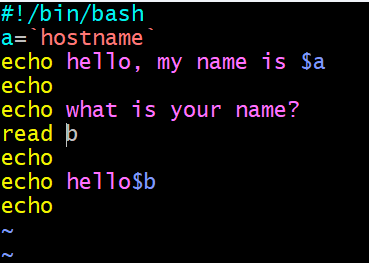 #!/bin/bash
a=`hostname`
echo hello, my name is $a
echo
echo what is your name?
read b
echo
echo hello$b
echo
~
~